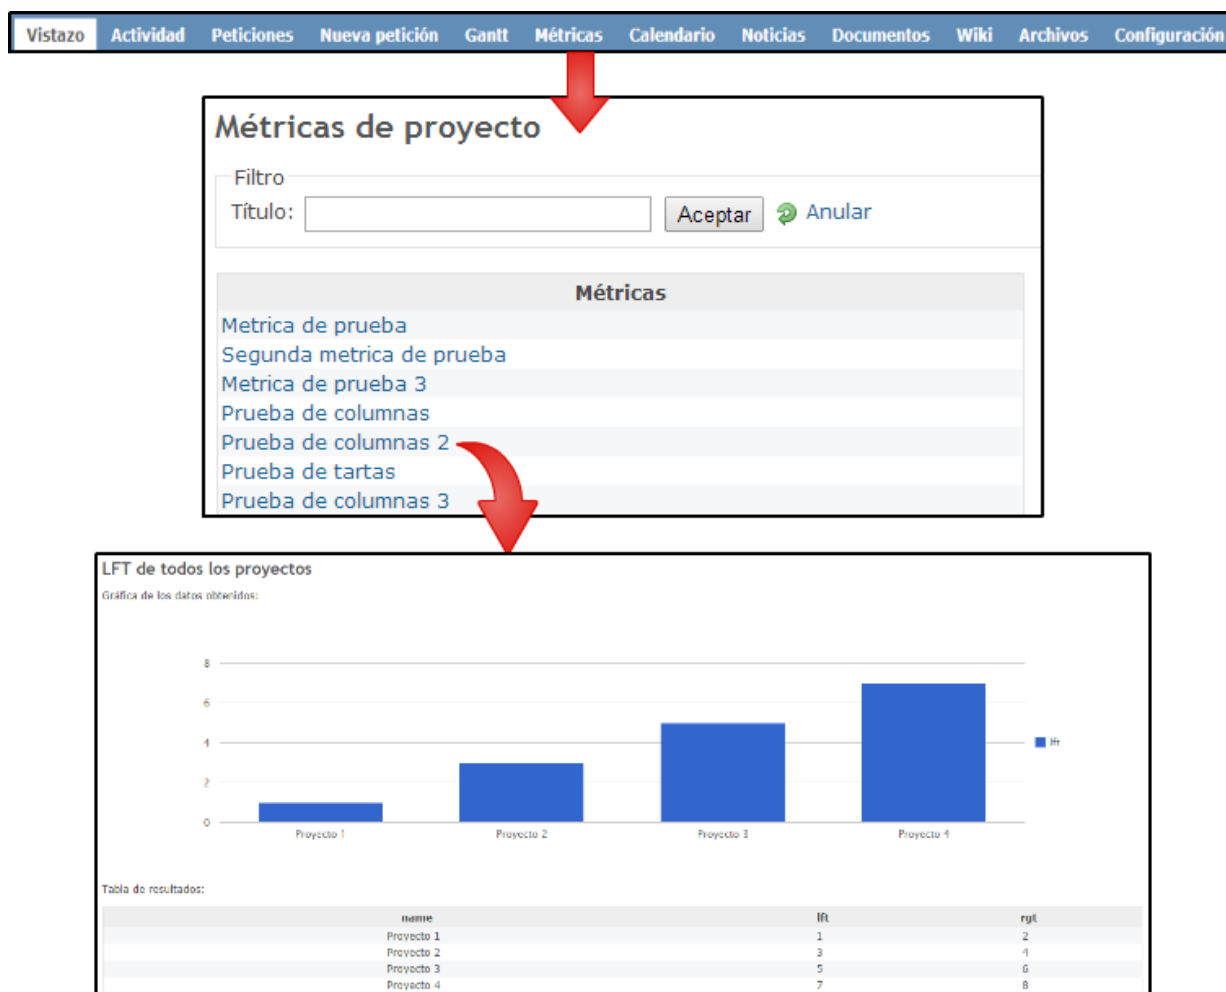 Vistazo Actividad Peticiones Nueva petición Gantt Métricas Calendario Noticias Documentos Wiki Archivos Configuración
Métricas de proyecto
Filtro
Título: Aceptar Anular
Métricas
Metrica de prueba
Segunda metrica de prueba
Metrica de prueba 3
Prueba de columnas
Prueba de columnas 2
Prueba de tartas
Prueba de columnas 3
LFT de todos los proyectos
Gráfica de los datos obtenidos:
8
6
4
lft
2
0
Proyecto 1 Proyecto 2 Proyecto 3 Proyecto 4
Tabla de resultados:
name lft rgt
Proyecto 1 1 2
Proyecto 2 3 4
Proyecto 3 5 6
Proyecto 4 7 8